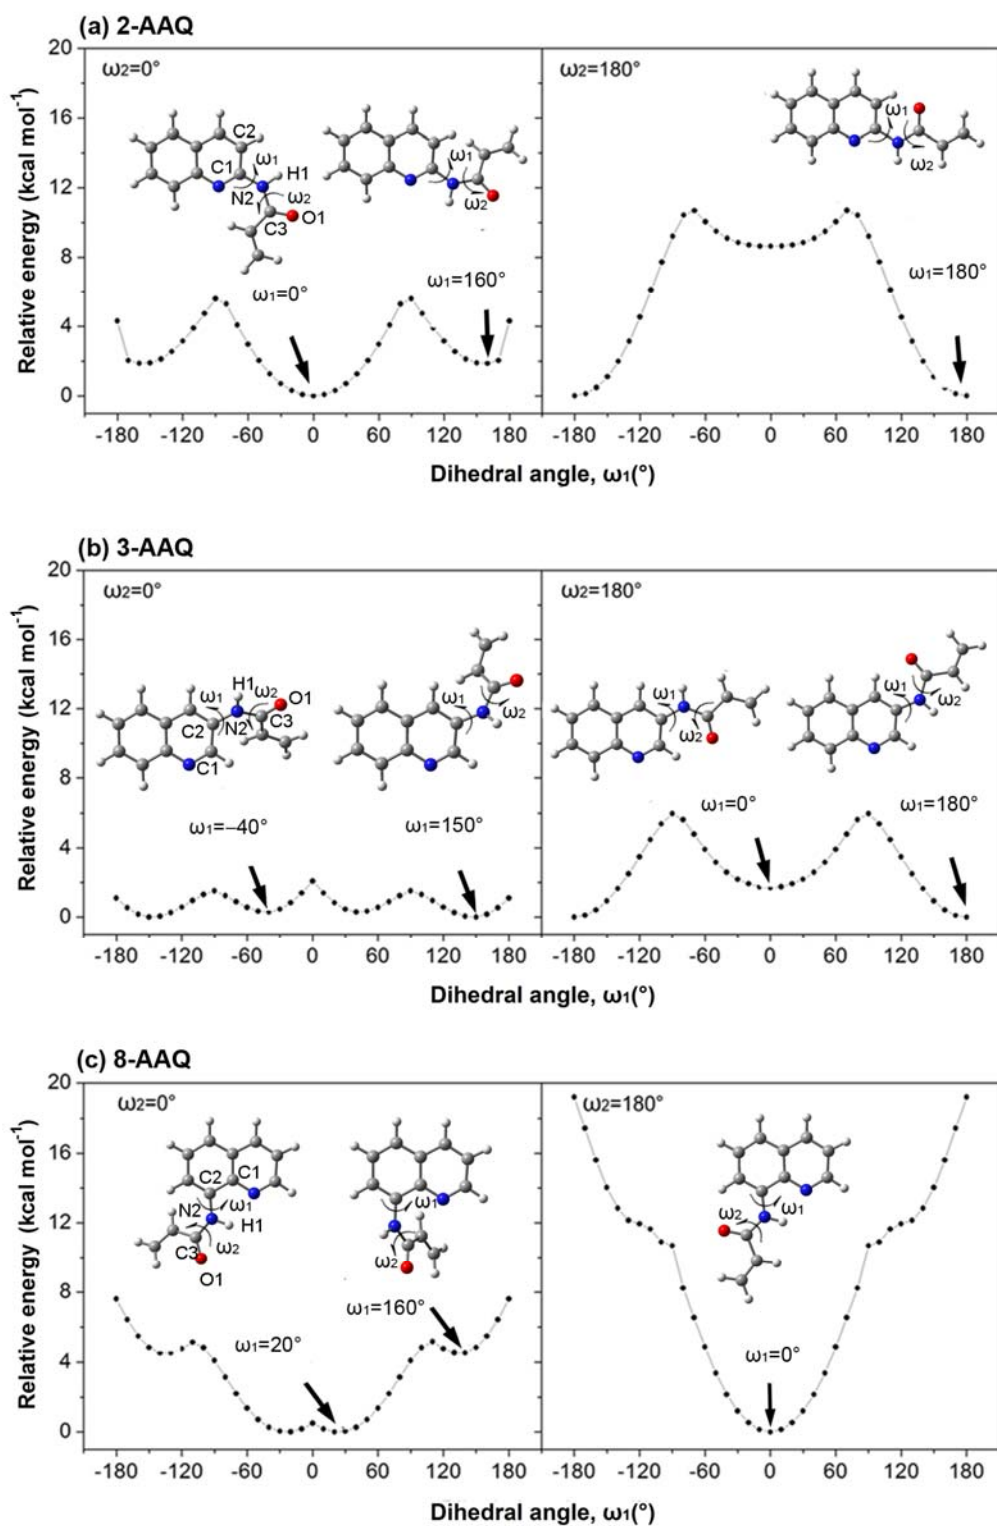 (a) 2-AAQ
20
16
12
8
4
0
Relative energy (kcal mol⁻¹)
ω₂=0°
C2
C1
ω₁
H1
N2
ω₂
C3
O1
ω₁
ω₂
ω₁=0°
ω₁=160°
ω₂=180°
ω₁
ω₂
ω₁=180°
-180 -120 -60 0 60 120 180
-180 -120 -60 0 60 120 180
Dihedral angle, ω₁(°)
(b) 3-AAQ
20
16
12
8
4
0
Relative energy (kcal mol⁻¹)
ω₂=0°
H1
ω₁
ω₂
O1
C2
N2
C3
C1
ω₁
ω₂
ω₁=–40°
ω₁=150°
ω₂=180°
ω₁
ω₂
ω₁
ω₂
ω₁=0°
ω₁=180°
-180 -120 -60 0 60 120 180
-180 -120 -60 0 60 120 180
Dihedral angle, ω₁(°)
(c) 8-AAQ
20
16
12
8
4
0
Relative energy (kcal mol⁻¹)
ω₂=0°
C2
C1
N2
ω₁
H1
C3
ω₂
O1
ω₁
ω₂
ω₁=20°
ω₁=160°
ω₂=180°
ω₂
ω₁
ω₁=0°
-180 -120 -60 0 60 120 180
-180 -120 -60 0 60 120 180
Dihedral angle, ω₁(°)